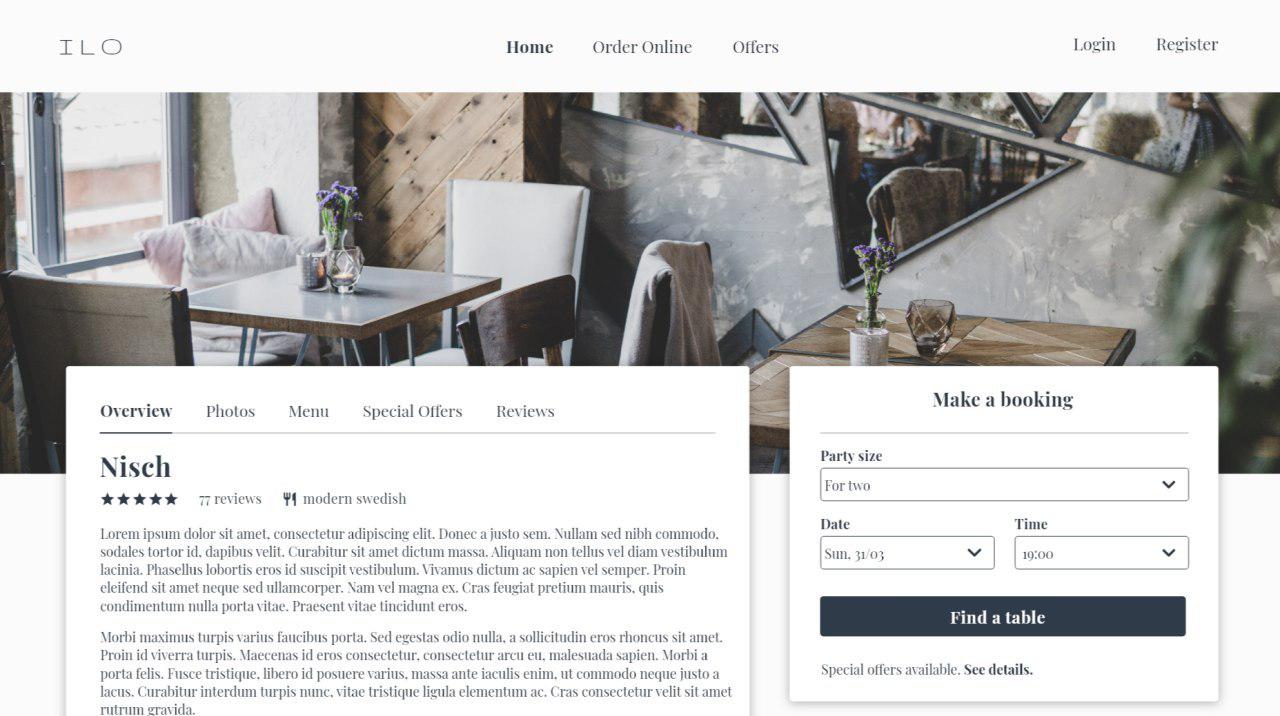 ILO
Home Order Online Offers
Login Register
Overview Photos Menu Special Offers Reviews
Nisch
77 reviews modern swedish
Lorem ipsum dolor sit amet, consectetur adipiscing elit. Donec a justo sem. Nullam sed nibh commodo,
sodales tortor id, dapibus velit. Curabitur sit amet dictum massa. Aliquam non tellus vel diam vestibulum
lacinia. Phasellus lobortis eros id suscipit vestibulum. Vivamus dictum ac sapien vel semper. Proin
eleifend sit amet neque sed ullamcorper. Nam vel magna ex. Cras feugiat pretium mauris, quis
condimentum nulla porta vitae. Praesent vitae tincidunt eros.
Morbi maximus turpis varius faucibus porta. Sed egestas odio nulla, a sollicitudin eros rhoncus sit amet.
Proin id viverra turpis. Maecenas id eros consectetur, consectetur arcu eu, malesuada sapien. Morbi a
porta felis. Fusce tristique, libero id posuere varius, massa ante iaculis enim, ut commodo neque justo a
lacus. Curabitur interdum turpis nunc, vitae tristique ligula elementum ac. Cras consectetur velit sit amet
rutrum gravida.
Make a booking
Party size
For two
Date Time
Sun, 31/03 19:00
Find a table
Special offers available. See details.